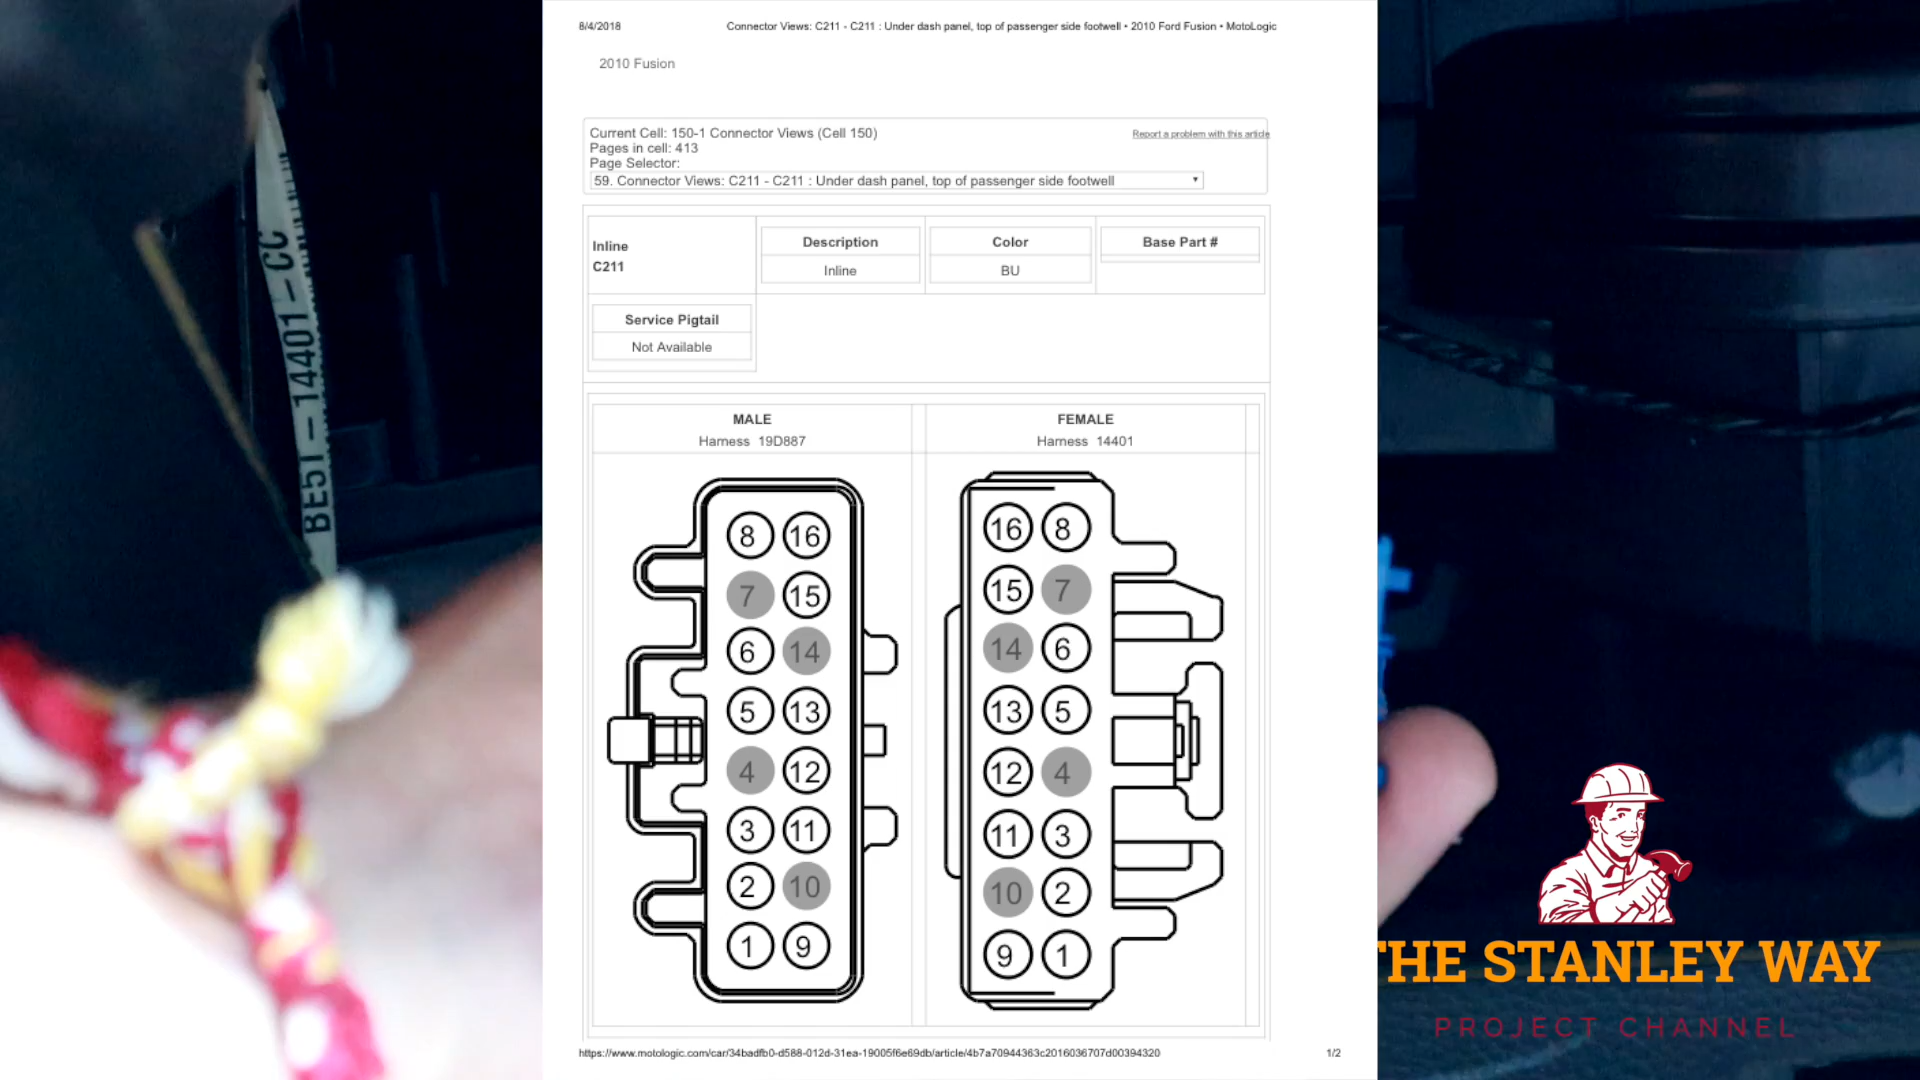 8/4/2018
Connector Views: C211 - C211 : Under dash panel, top of passenger side footwell • 2010 Ford Fusion • MotoLogic
2010 Fusion
Current Cell: 150-1 Connector Views (Cell 150)
Report a problem with this article
Pages in cell: 413
Page Selector:
59. Connector Views: C211 - C211 : Under dash panel, top of passenger side footwell
Inline
C211
Description
Inline
Color
BU
Base Part #
Service Pigtail
Not Available
MALE
Harness 19D887
8 16
7 15
6 14
5 13
4 12
3 11
2 10
1 9
FEMALE
Harness 14401
16 8
15 7
14 6
13 5
12 4
11 3
10 2
9 1
https://www.motologic.com/car/34badfb0-d588-012d-31ea-19005f6e69db/article/4b7a70944363c2016036707d00394320
1/2
BE5T - 14401 - CC
THE STANLEY WAY
PROJECT CHANNEL